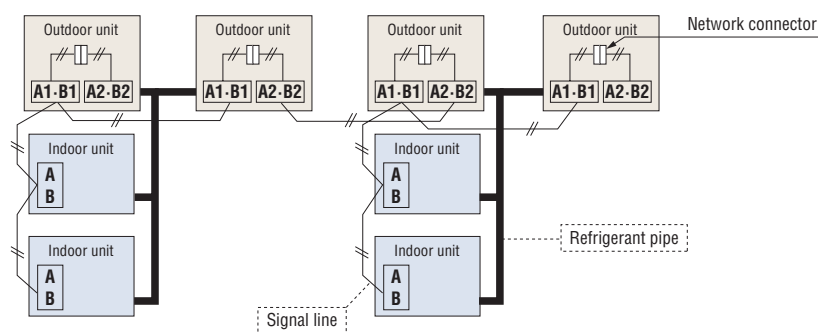 Outdoor unit
Outdoor unit
Outdoor unit
Outdoor unit
Network connector
A1·B1 A2·B2
A1·B1 A2·B2
A1·B1 A2·B2
A1·B1 A2·B2
Indoor unit
A
B
Indoor unit
A
B
Indoor unit
A
B
Indoor unit
A
B
Refrigerant pipe
Signal line